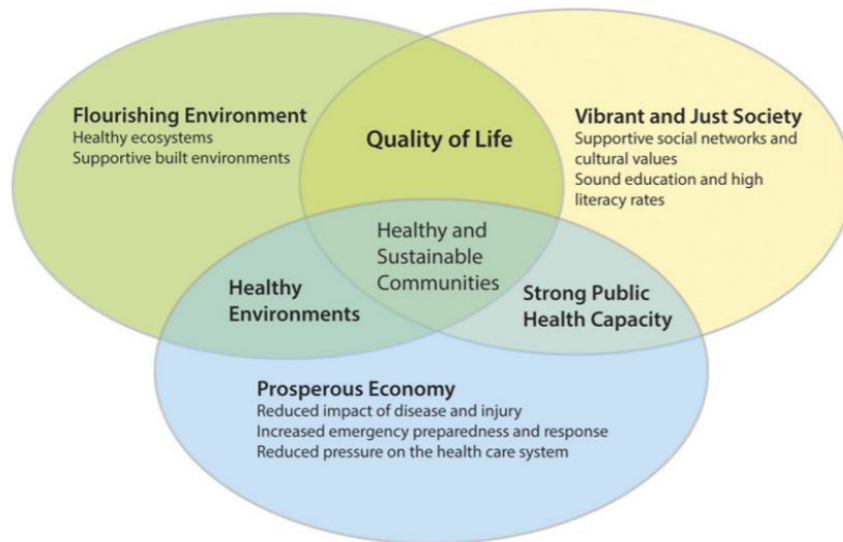 Flourishing Environment
Healthy ecosystems
Supportive built environments
Quality of Life
Vibrant and Just Society
Supportive social networks and
cultural values
Sound education and high
literacy rates
Healthy and
Sustainable
Communities
Healthy
Environments
Strong Public
Health Capacity
Prosperous Economy
Reduced impact of disease and injury
Increased emergency preparedness and response
Reduced pressure on the health care system